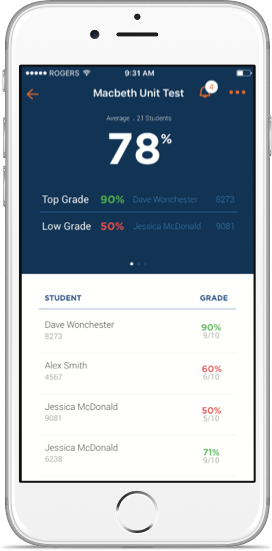 ROGERS 9:31 AM
Macbeth Unit Test 4
Average . 21 Students
78%
Top Grade 90% Dave Wonchester 8273
Low Grade 50% Jessica McDonald 9081
STUDENT GRADE
Dave Wonchester 90%
8273 9/10
Alex Smith 60%
4567 6/10
Jessica McDonald 50%
9081 5/10
Jessica McDonald 71%
6238 9/10